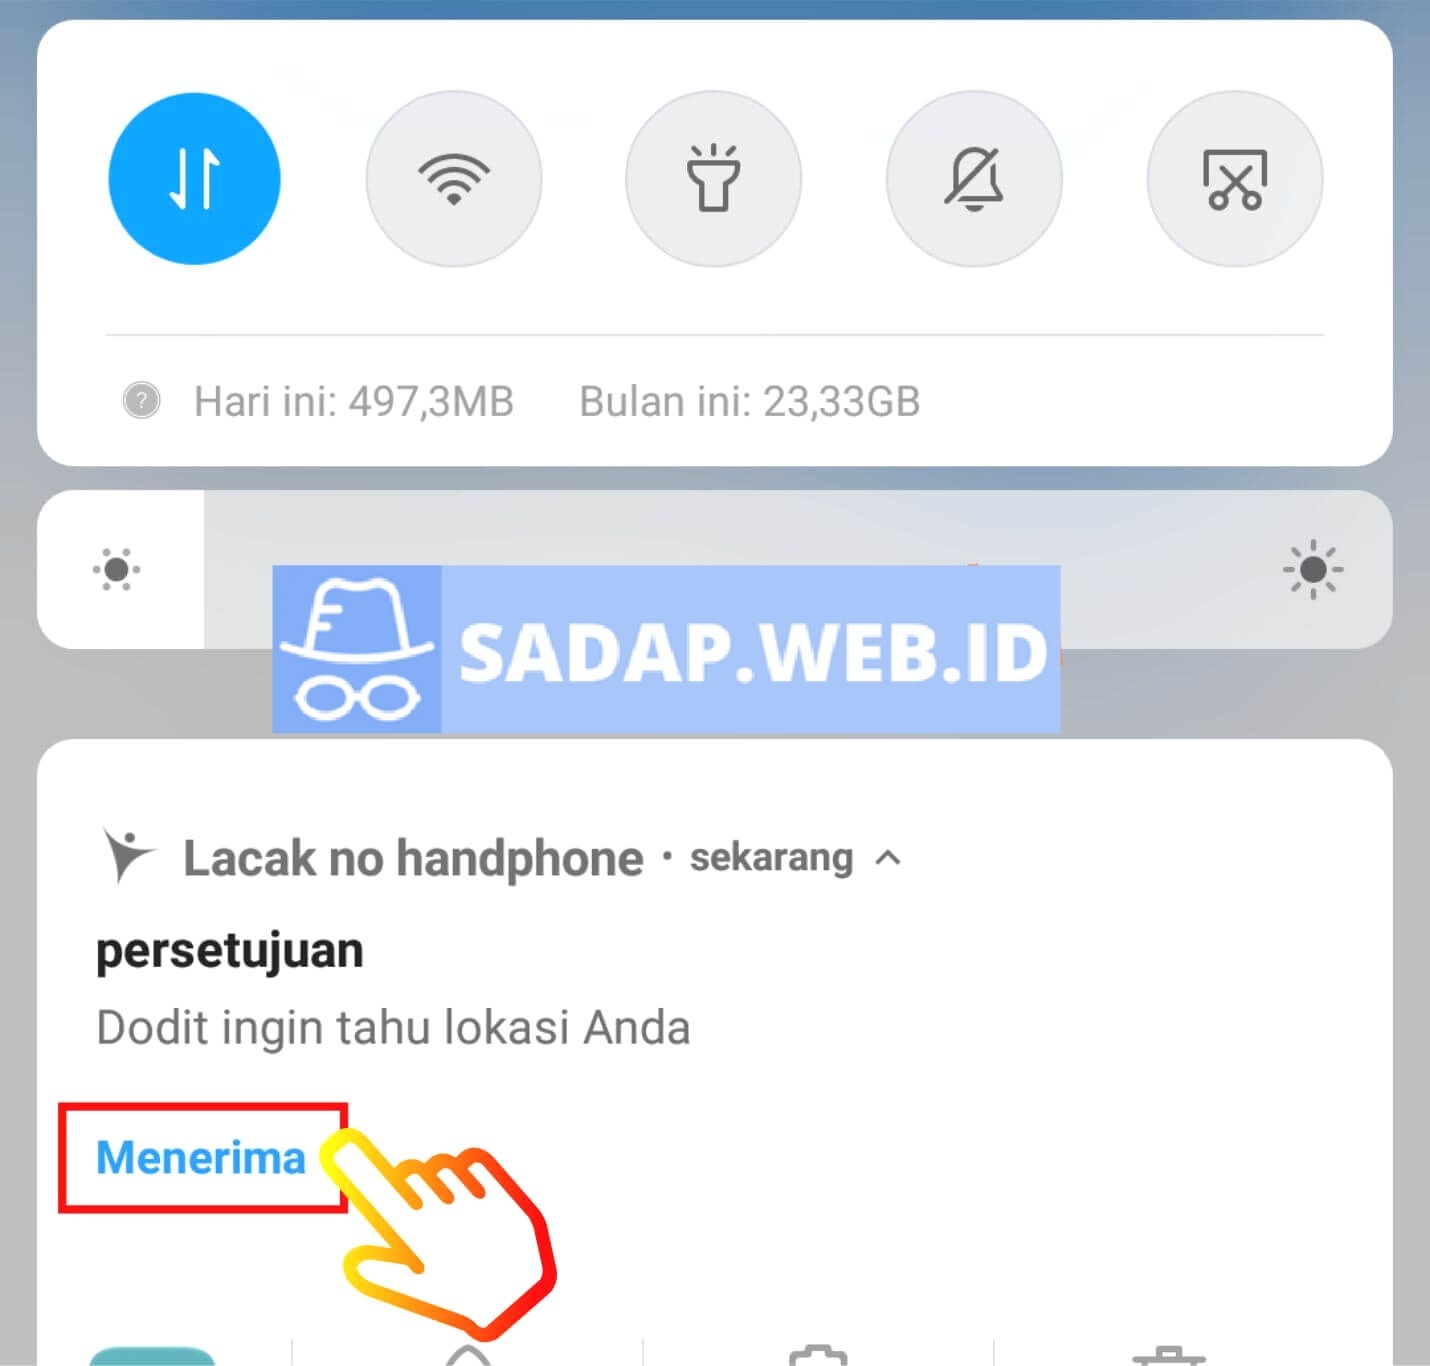 Hari ini: 497,3MB Bulan ini: 23,33GB
SADAP.WEB.ID
Lacak no handphone · sekarang
persetujuan
Dodit ingin tahu lokasi Anda
Menerima